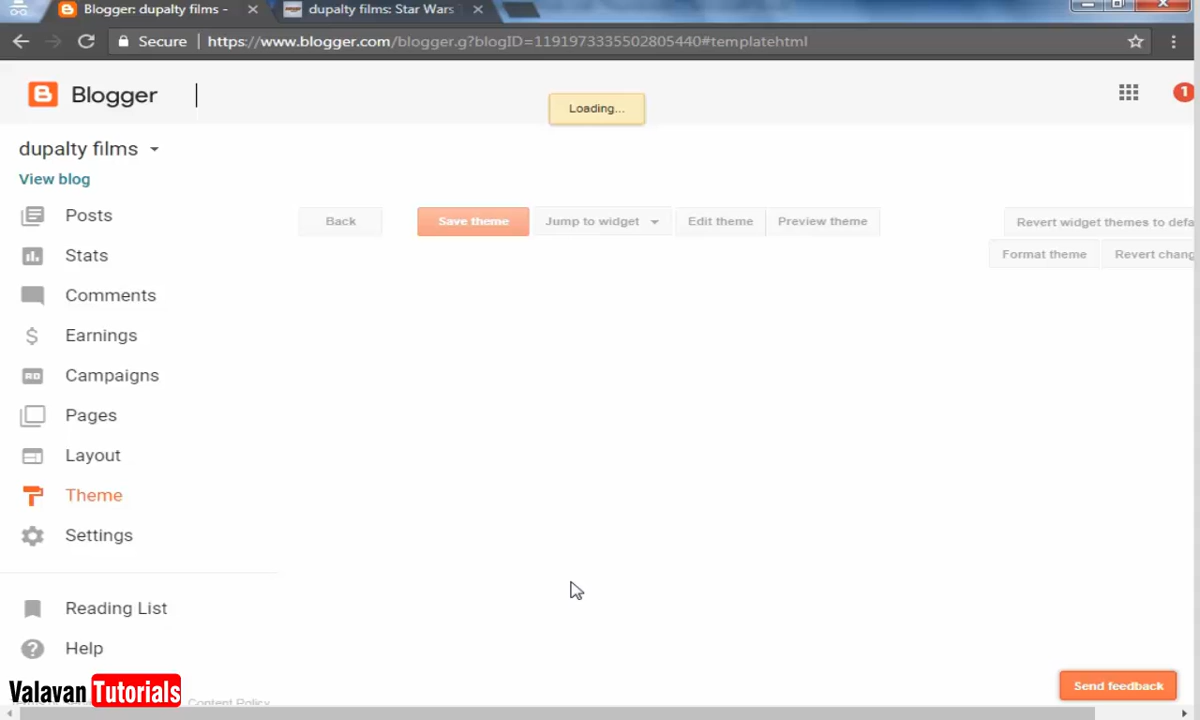 Blogger: dupalty films -
dupalty films: Star Wars
Secure
https://www.blogger.com/blogger.g?blogID=1191973335502805440#templatehtml
Blogger
Loading...
1
dupalty films
View blog
Posts
Stats
Comments
Earnings
Campaigns
Pages
Layout
Theme
Settings
Reading List
Help
Back
Save theme
Jump to widget
Edit theme
Preview theme
Revert widget themes to defa
Format theme
Revert chang
Send feedback
Valavan Tutorials
Content Policy